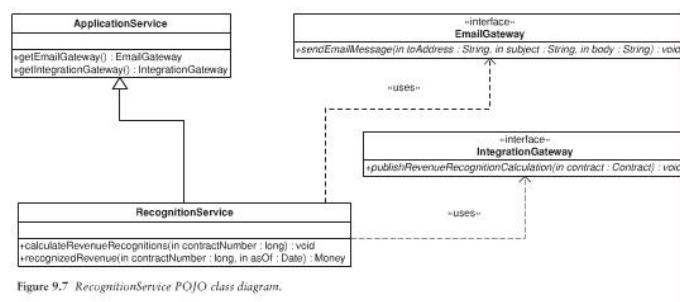 ApplicationService
+getEmailGateway() : EmailGateway
+getIntegrationGateway() : IntegrationGateway
«interface»
EmailGateway
+sendEmailMessage(in toAddress : String, in subject : String, in body : String) : void
«uses»
«interface»
IntegrationGateway
+publishRevenueRecognitionCalculation(in contract : Contract) : void
RecognitionService
+calculateRevenueRecognitions(in contractNumber : long) : void
+recognizedRevenue(in contractNumber : long, in asOf : Date) : Money
«uses»
Figure 9.7 RecognitionService POJO class diagram.